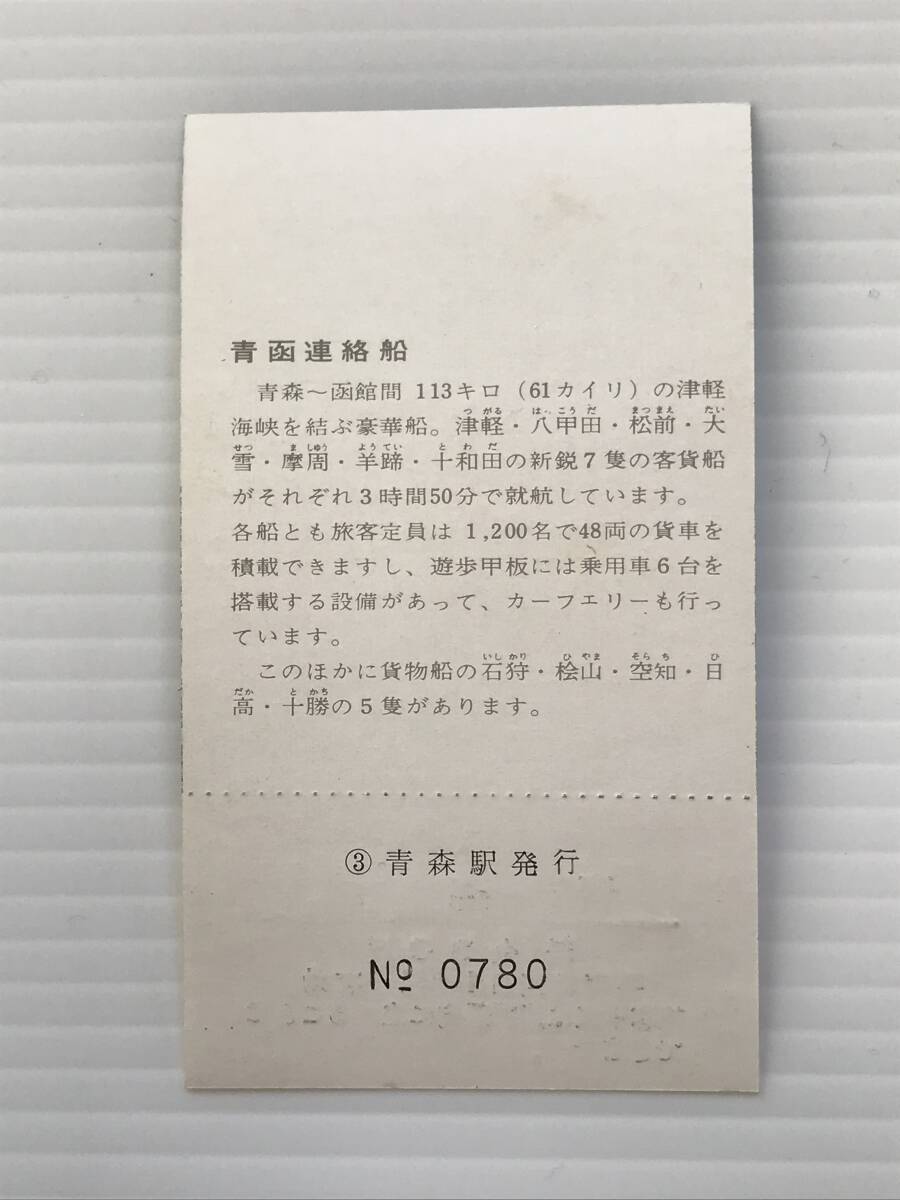 青函連絡船
青森～函館間 113キロ（61カイリ）の津軽
海峡を結ぶ豪華船。津軽・八甲田・松前・大
雪・摩周・羊蹄・十和田の新鋭7隻の客貨船
がそれぞれ3時間50分で就航しています。
各船とも旅客定員は 1,200名で48両の貨車を
積載できますし、遊歩甲板には乗用車6台を
搭載する設備があって、カーフェリーも行っ
ています。
このほかに貨物船の石狩・桧山・空知・日
高・十勝の5隻があります。
③青森駅発行
№ 0780